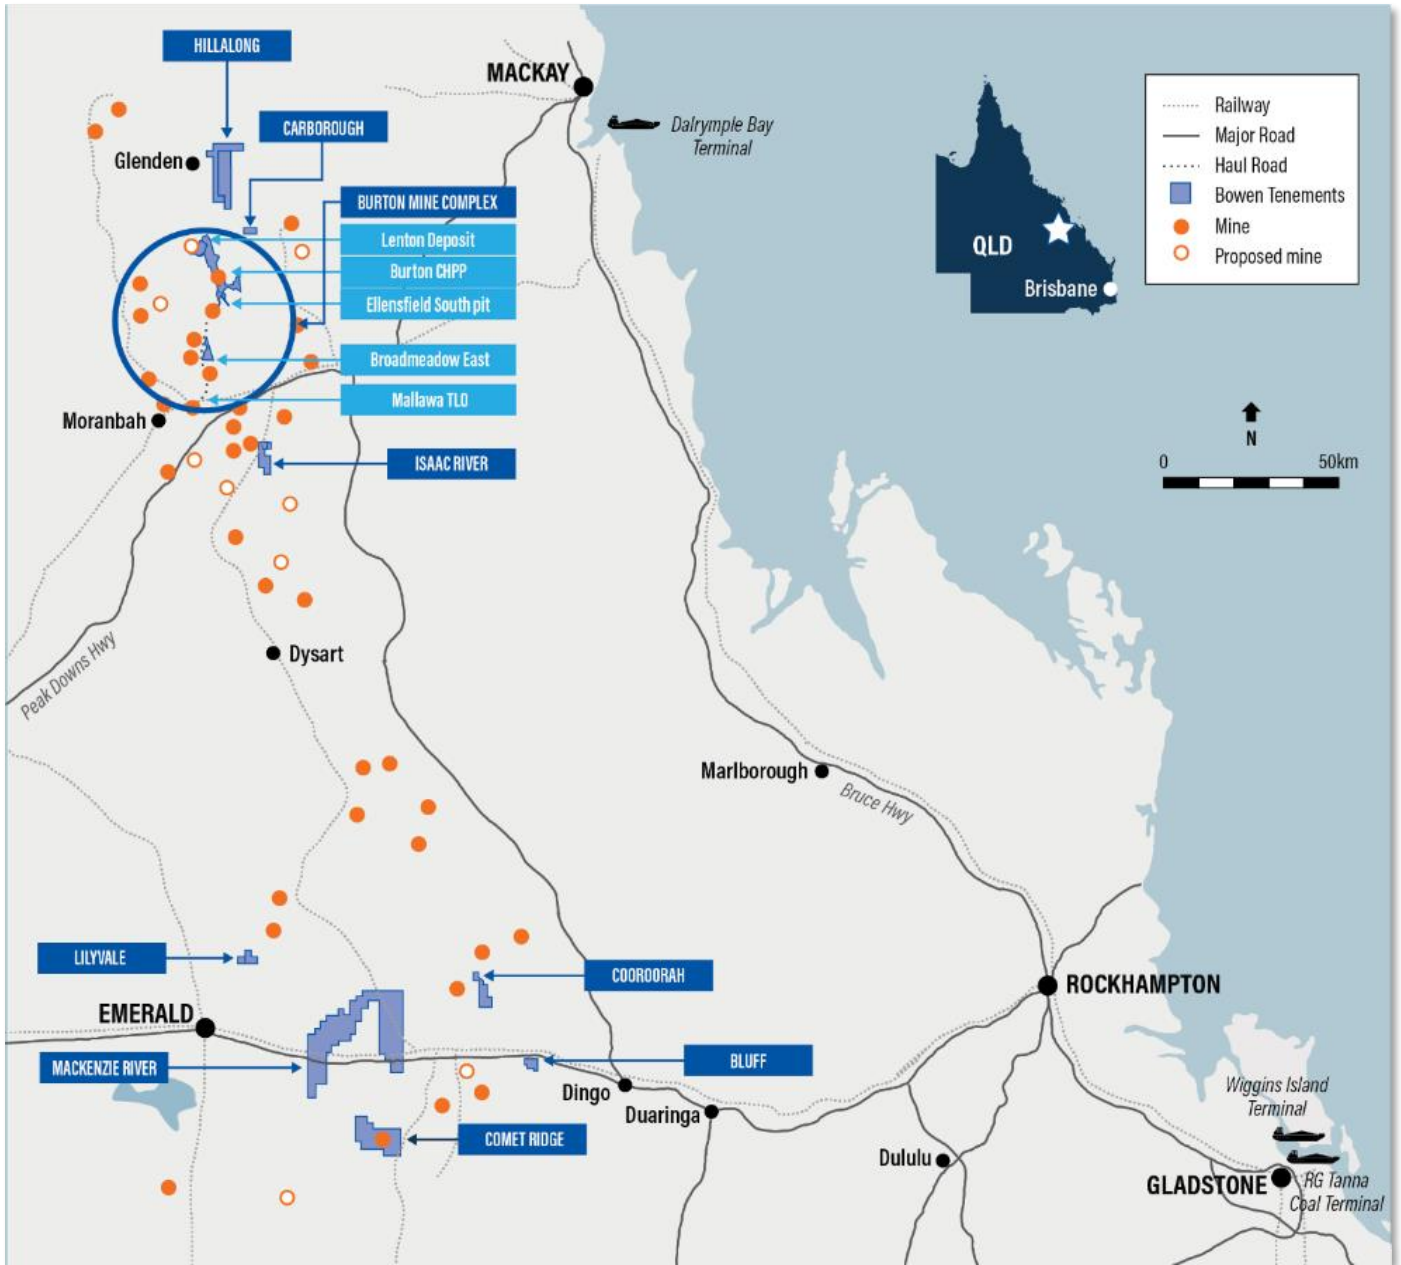 HILLALONG
MACKAY
Railway
Major Road
Haul Road
Bowen Tenements
Mine
Proposed mine
CARBOROUGH
Dalrymple Bay
Terminal
Glenden
BURTON MINE COMPLEX
Lenton Deposit
Burton CHPP
Ellensfield South pit
Broadmeadow East
Mallawa TLO
QLD
Brisbane
Moranbah
ISAAC RIVER
N
0 50km
Peak Downs Hwy
Dysart
Marlborough
Bruce Hwy
LILYVALE
COOROORAH
ROCKHAMPTON
EMERALD
MACKENZIE RIVER
BLUFF
Dingo
Duaringa
Wiggins Island
Terminal
COMET RIDGE
Dululu
GLADSTONE
RG Tanna
Coal Terminal